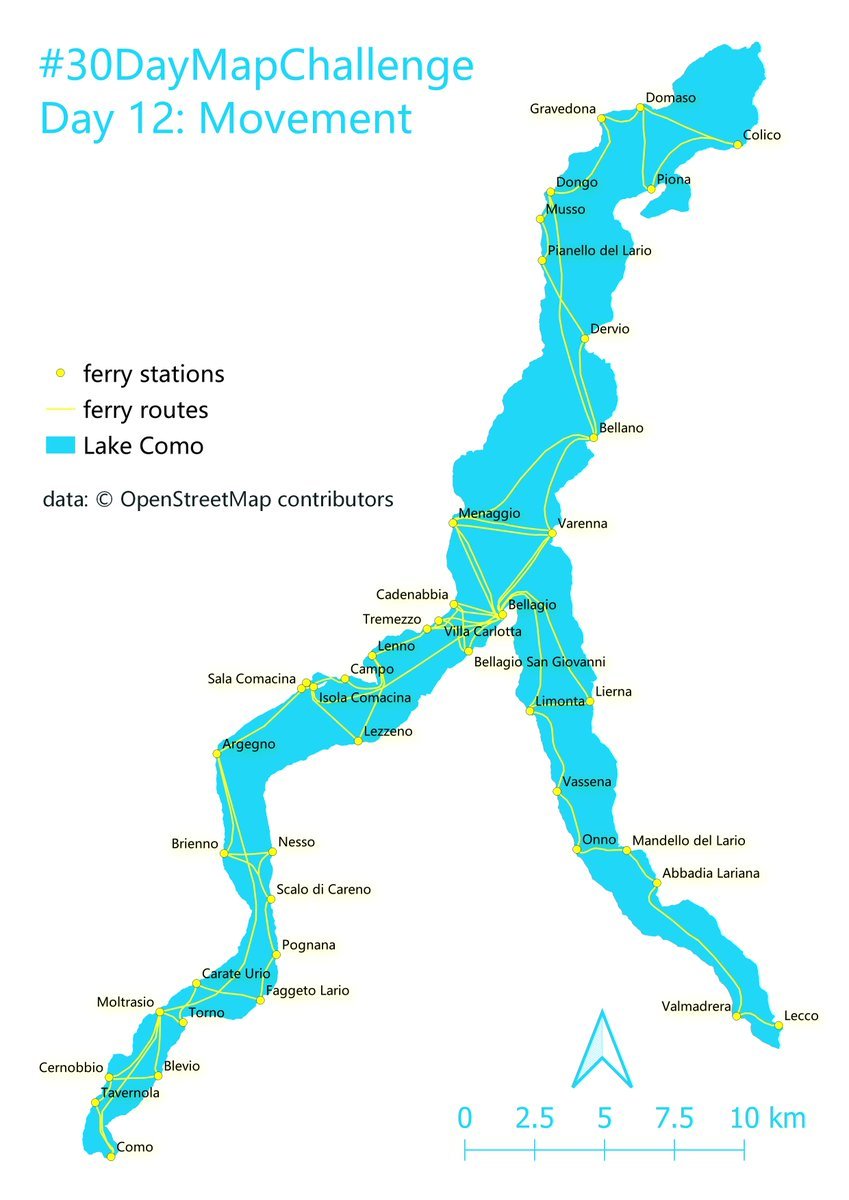 #30DayMapChallenge
Day 12: Movement
Domaso
Gravedona
Colico
Dongo
Piona
Musso
Pianello del Lario
Dervio
ferry stations
ferry routes
Lake Como
Bellano
data: © OpenStreetMap contributors
Menaggio
Varenna
Cadenabbia
Bellagio
Tremezzo
Villa Carlotta
Lenno
Bellagio San Giovanni
Campo
Sala Comacina
Isola Comacina
Lierna
Limonta
Lezzeno
Argegno
Vassena
Brienno
Nesso
Onno
Mandello del Lario
Abbadia Lariana
Scalo di Careno
Pognana
Carate Urio
Faggeto Lario
Moltrasio
Torno
Valmadrera
Lecco
Cernobbio
Blevio
Tavernola
Como
0 2.5 5 7.5 10 km